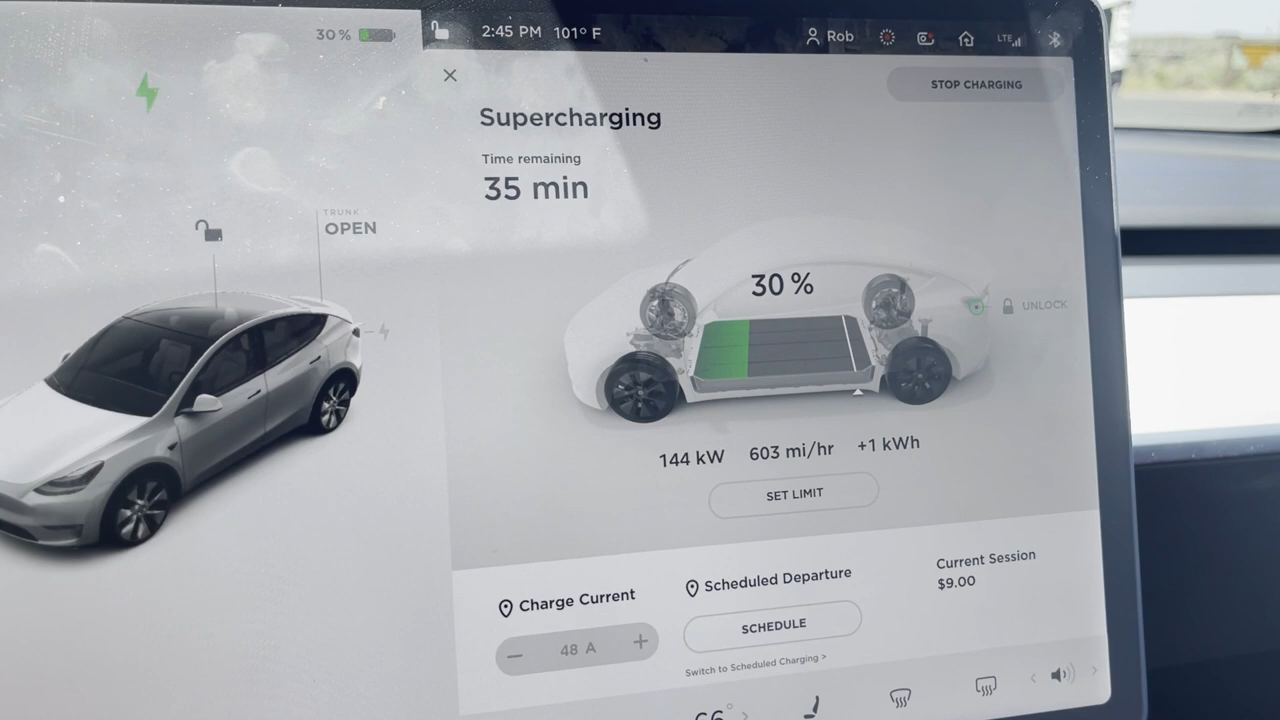 30%
2:45 PM 101° F
Rob
LTE
STOP CHARGING
Supercharging
Time remaining
35 min
TRUNK
OPEN
30 %
UNLOCK
144 kW 603 mi/hr +1 kWh
SET LIMIT
Charge Current
− 48 A +
Scheduled Departure
SCHEDULE
Switch to Scheduled Charging >
Current Session
$9.00
66°